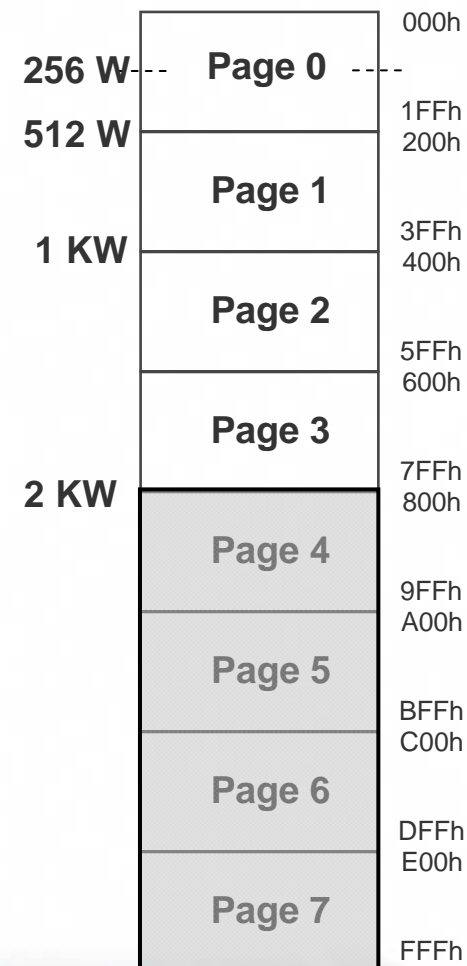 000h
256 W
Page 0
1FFh
512 W
200h
Page 1
3FFh
1 KW
400h
Page 2
5FFh
600h
Page 3
7FFh
2 KW
800h
Page 4
9FFh
A00h
Page 5
BFFh
C00h
Page 6
DFFh
E00h
Page 7
FFFh